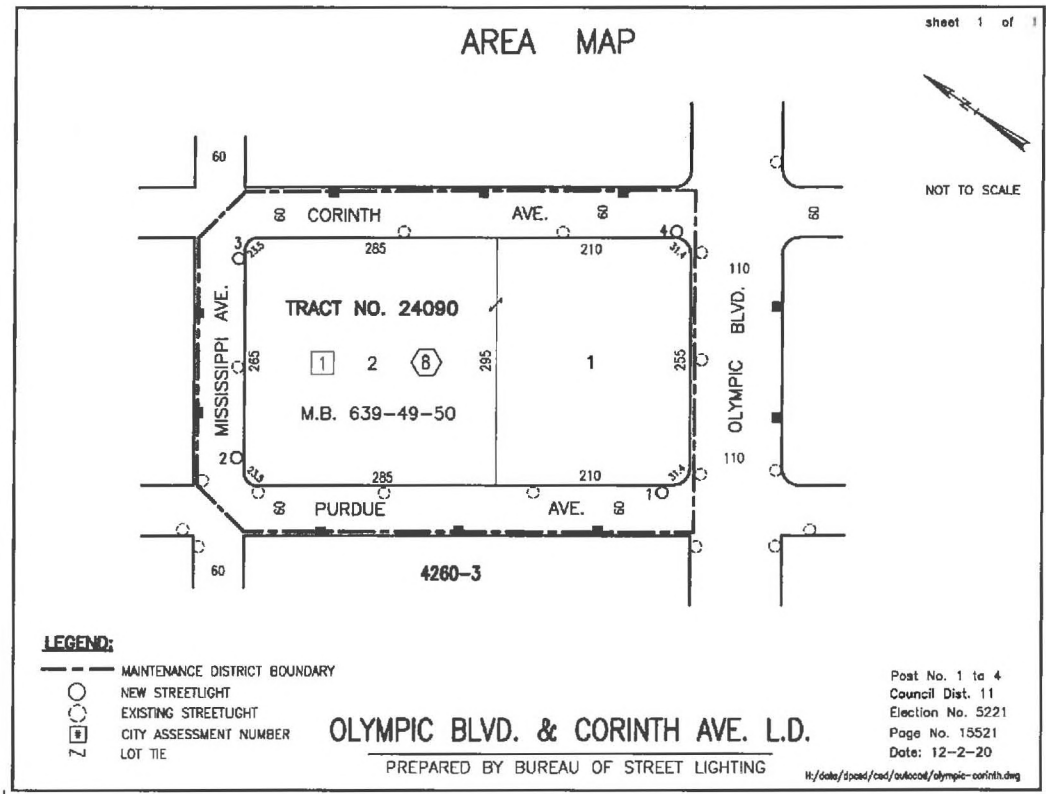 sheet 1 of 1
AREA MAP
NOT TO SCALE
60
60 CORINTH AVE. 60
60
3 23.5 285 210 4 31.4
110
TRACT NO. 24090
MISSISSIPPI AVE.
265
1 2 8 295 1 255
OLYMPIC BLVD.
M.B. 639-49-50
110
2 23.5 285 210 31.4
1
60 PURDUE AVE. 60
60
4260-3
LEGEND:
MAINTENANCE DISTRICT BOUNDARY
NEW STREETLIGHT
EXISTING STREETLIGHT
# CITY ASSESSMENT NUMBER
Z LOT TIE
OLYMPIC BLVD. & CORINTH AVE. L.D.
PREPARED BY BUREAU OF STREET LIGHTING
Post No. 1 to 4
Council Dist. 11
Election No. 5221
Page No. 15521
Date: 12-2-20
H:/data/dpced/cad/autocad/olympic-corinth.dwg